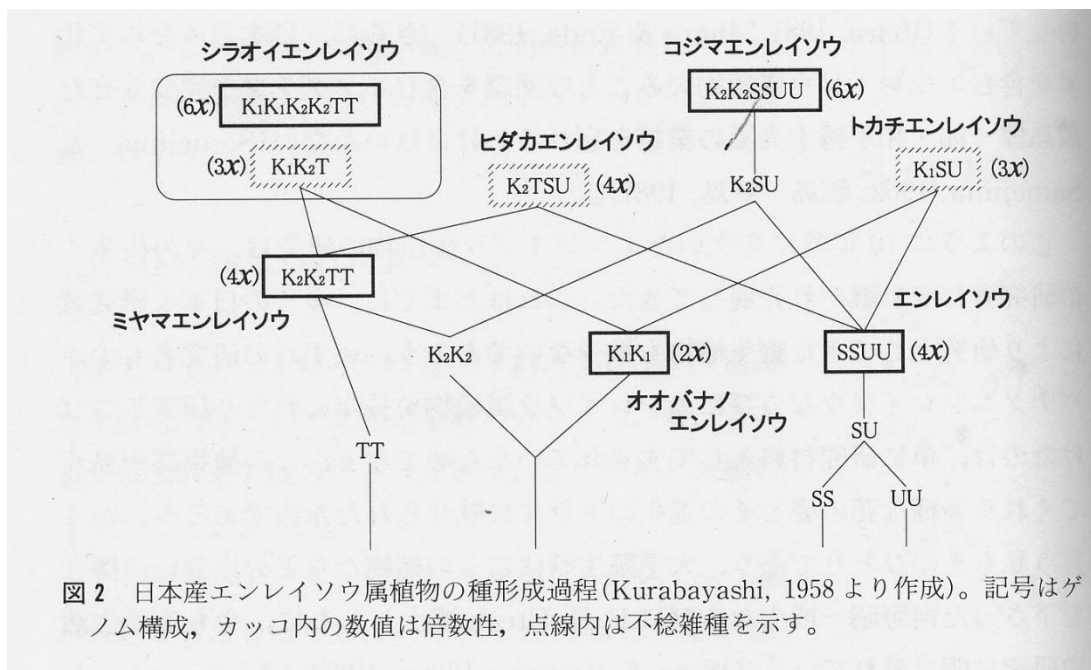 シラオイエンレイソウ
コジマエンレイソウ
(6x) K₁K₁K₂K₂TT
K₂K₂SSUU (6x)
トカチエンレイソウ
ヒダカエンレイソウ
(3x) K₁K₂T
K₂TSU (4x)
K₂SU
K₁SU (3x)
(4x) K₂K₂TT
エンレイソウ
ミヤマエンレイソウ
K₂K₂
K₁K₁ (2x)
SSUU (4x)
オオバナノ
エンレイソウ
TT
SU
SS
UU
図2 日本産エンレイソウ属植物の種形成過程(Kurabayashi, 1958 より作成)。記号はゲ
ノム構成，カッコ内の数値は倍数性，点線内は不稔雑種を示す。